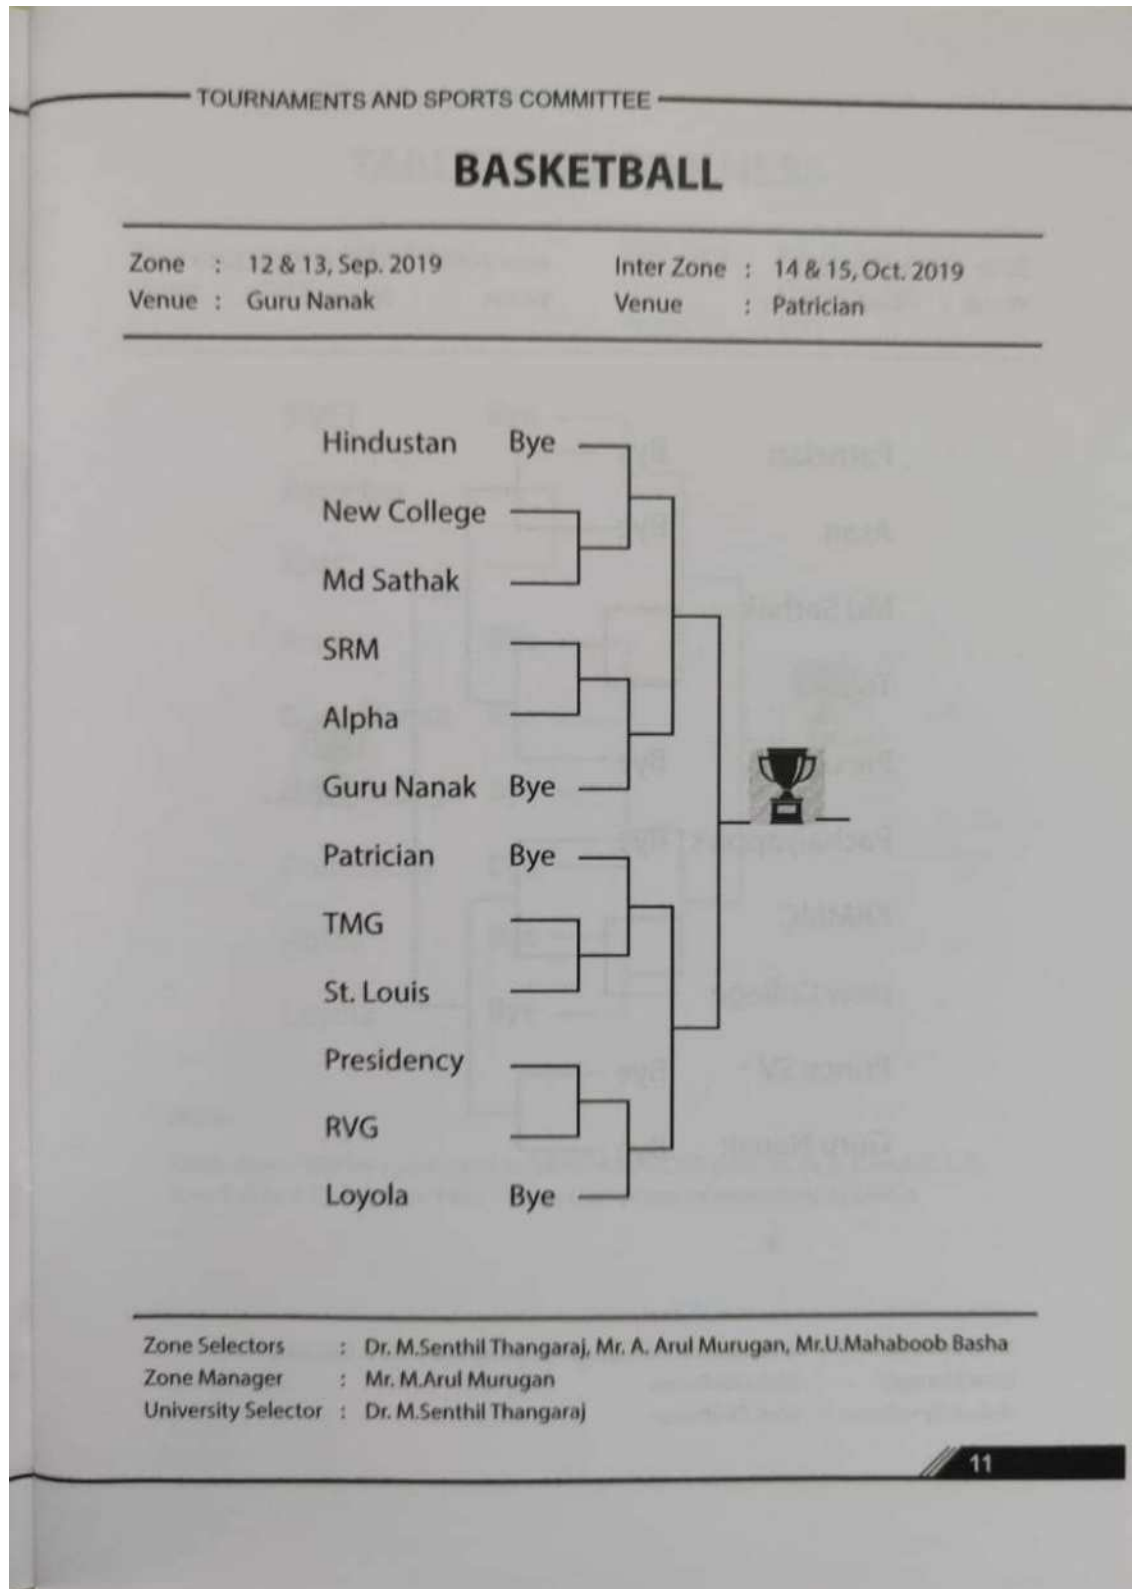 TOURNAMENTS AND SPORTS COMMITTEE
BASKETBALL
Zone : 12 & 13, Sep. 2019 Inter Zone : 14 & 15, Oct. 2019
Venue : Guru Nanak Venue : Patrician
Hindustan Bye
New College
Md Sathak
SRM
Alpha
Guru Nanak Bye
Patrician Bye
TMG
St. Louis
Presidency
RVG
Loyola Bye
Zone Selectors : Dr. M.Senthil Thangaraj, Mr. A. Arul Murugan, Mr.U.Mahaboob Basha
Zone Manager : Mr. M.Arul Murugan
University Selector : Dr. M.Senthil Thangaraj
11